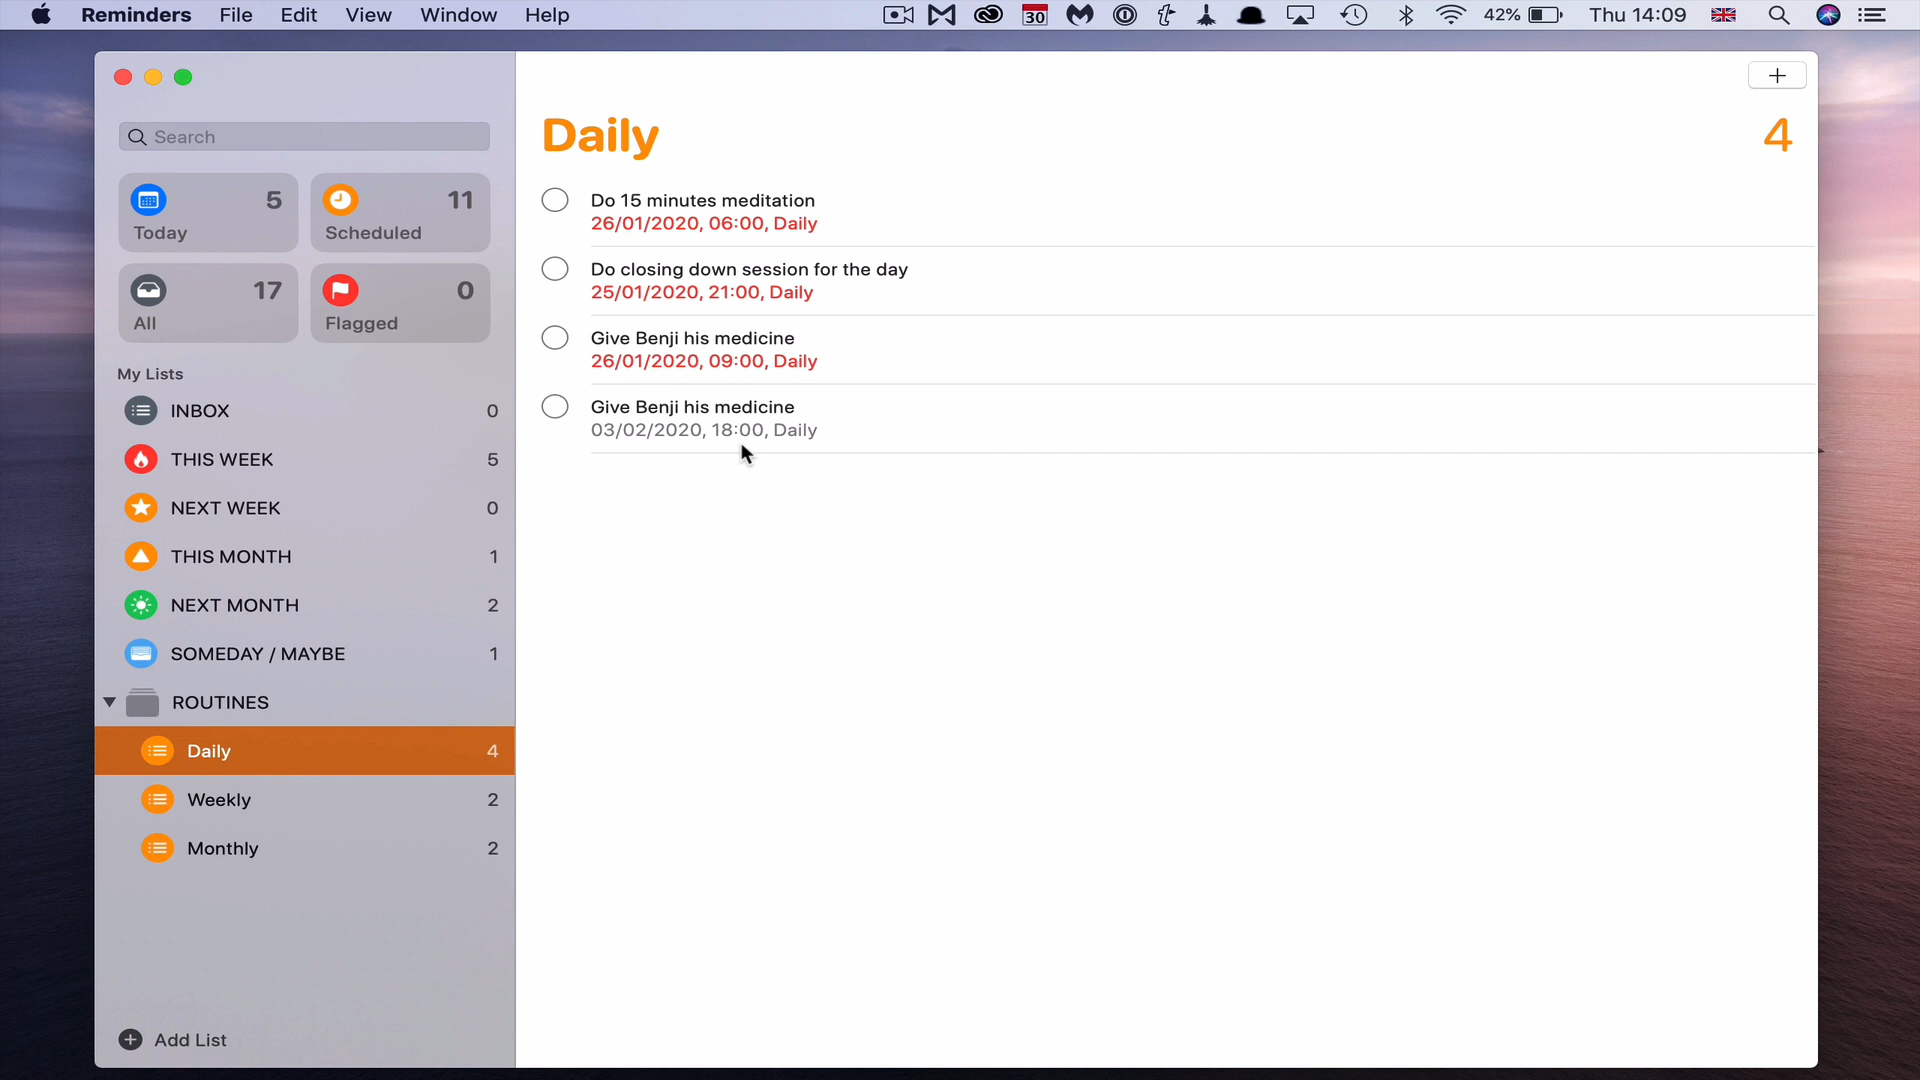 Reminders File Edit View Window Help 30 42% Thu 14:09
Search
Today 5
Scheduled 11
All 17
Flagged 0
My Lists
INBOX 0
THIS WEEK 5
NEXT WEEK 0
THIS MONTH 1
NEXT MONTH 2
SOMEDAY / MAYBE 1
ROUTINES
Daily 4
Weekly 2
Monthly 2
Add List
Daily 4
Do 15 minutes meditation
26/01/2020, 06:00, Daily
Do closing down session for the day
25/01/2020, 21:00, Daily
Give Benji his medicine
26/01/2020, 09:00, Daily
Give Benji his medicine
03/02/2020, 18:00, Daily